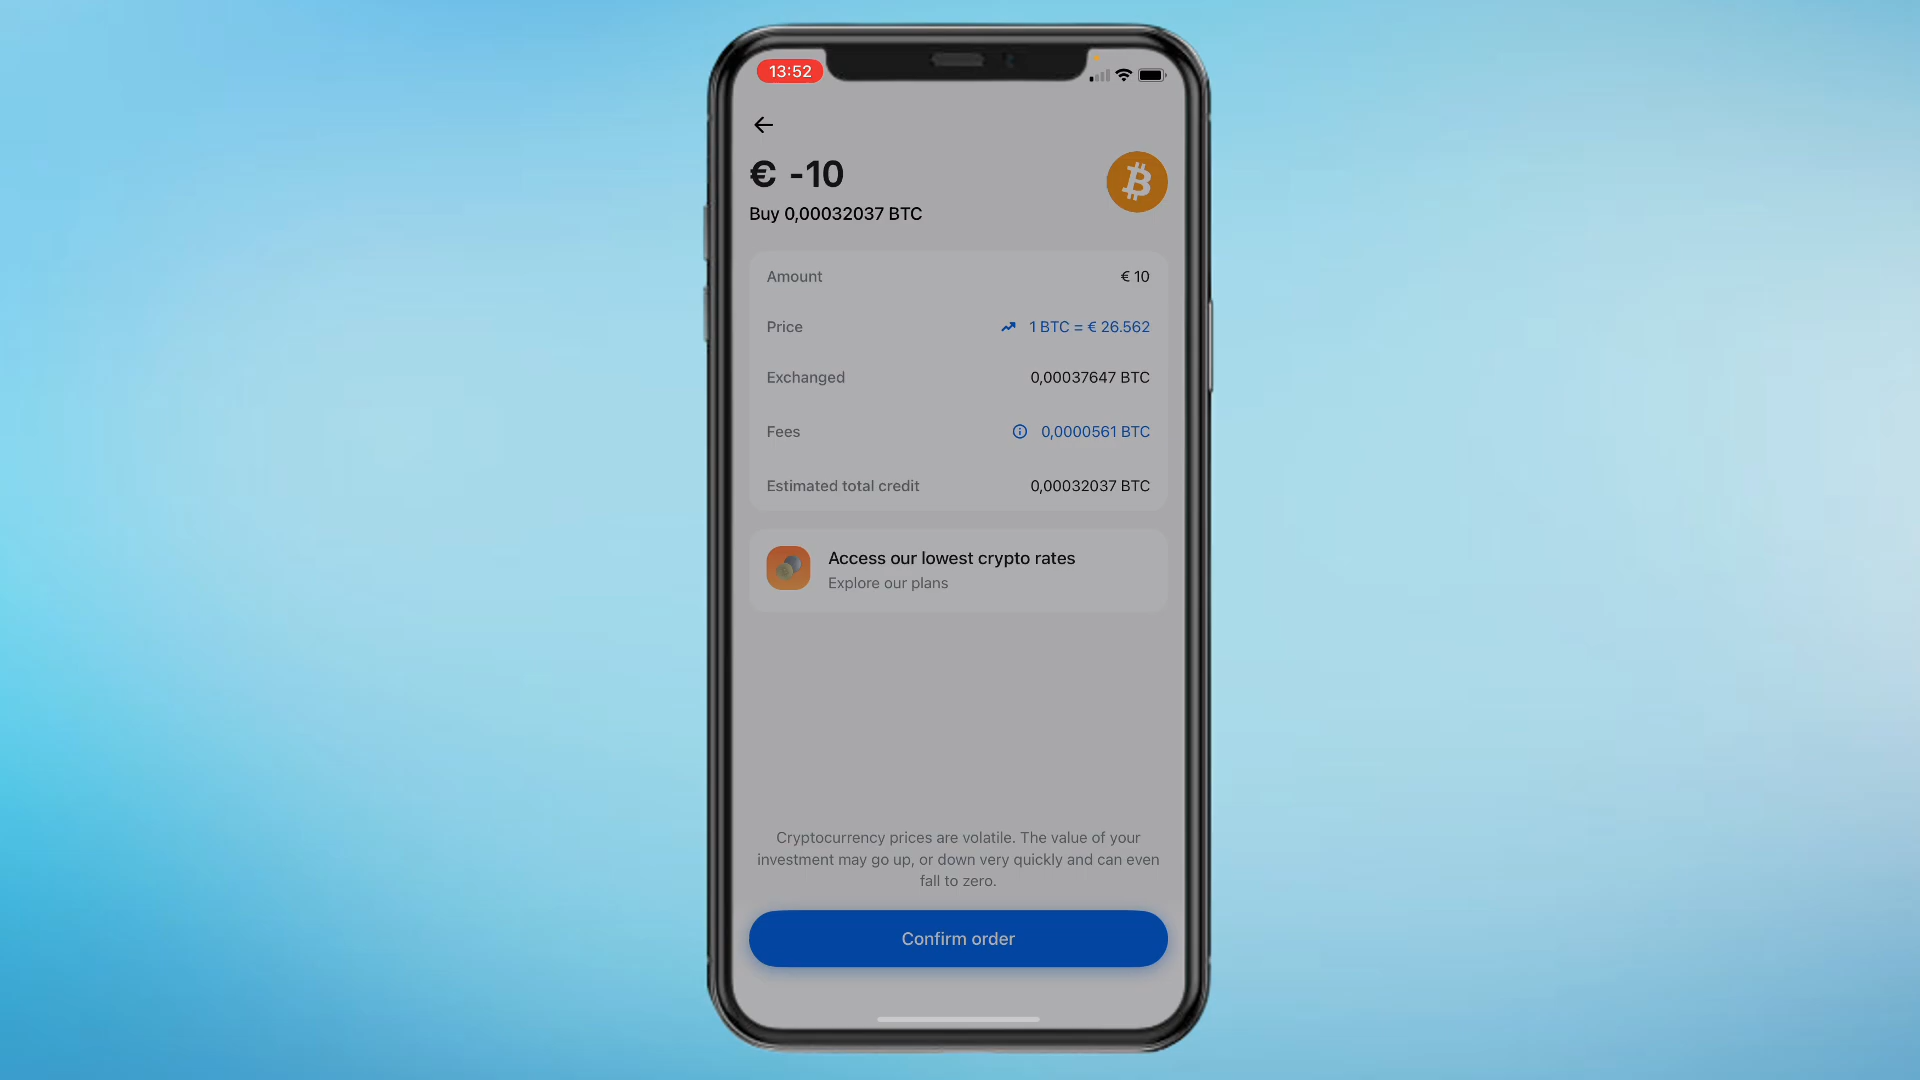 13:52
€ -10
Buy 0,00032037 BTC
Amount € 10
Price 1 BTC = € 26.562
Exchanged 0,00037647 BTC
Fees 0,0000561 BTC
Estimated total credit 0,00032037 BTC
Access our lowest crypto rates
Explore our plans
Cryptocurrency prices are volatile. The value of your
investment may go up, or down very quickly and can even
fall to zero.
Confirm order